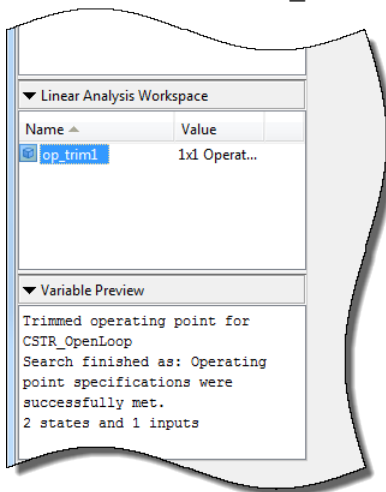 Linear Analysis Workspace
Name Value
op_trim1 1x1 Operat...
Variable Preview
Trimmed operating point for
CSTR_OpenLoop
Search finished as: Operating
point specifications were
successfully met.
2 states and 1 inputs